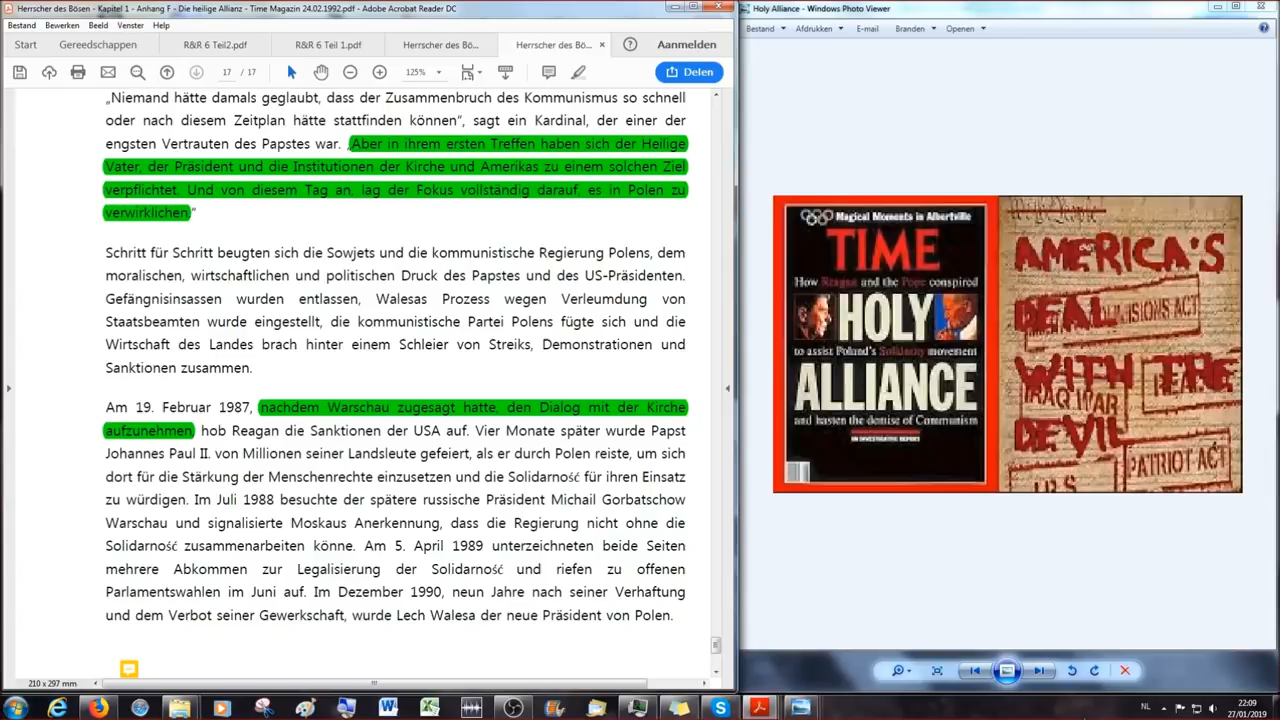 Herrscher des Bösen - Kapitel 1 - Anhang F - Die heilige Allianz - Time Magazin 24.02.1992.pdf - Adobe Acrobat Reader DC
Bestand Bewerken Beeld Venster Help
Start Gereedschappen R&R 6 Teil2.pdf R&R 6 Teil 1.pdf Herrscher des Bö... Herrscher des Bö... × Aanmelden
17 / 17 125% Delen
„Niemand hätte damals geglaubt, dass der Zusammenbruch des Kommunismus so schnell
oder nach diesem Zeitplan hätte stattfinden können“, sagt ein Kardinal, der einer der
engsten Vertrauten des Papstes war. „Aber in ihrem ersten Treffen haben sich der Heilige
Vater, der Präsident und die Institutionen der Kirche und Amerikas zu einem solchen Ziel
verpflichtet. Und von diesem Tag an, lag der Fokus vollständig darauf, es in Polen zu
verwirklichen“
Schritt für Schritt beugten sich die Sowjets und die kommunistische Regierung Polens, dem
moralischen, wirtschaftlichen und politischen Druck des Papstes und des US-Präsidenten.
Gefängnisinsassen wurden entlassen, Walesas Prozess wegen Verleumdung von
Staatsbeamten wurde eingestellt, die kommunistische Partei Polens fügte sich und die
Wirtschaft des Landes brach hinter einem Schleier von Streiks, Demonstrationen und
Sanktionen zusammen.
Am 19. Februar 1987, nachdem Warschau zugesagt hatte, den Dialog mit der Kirche
aufzunehmen, hob Reagan die Sanktionen der USA auf. Vier Monate später wurde Papst
Johannes Paul II. von Millionen seiner Landsleute gefeiert, als er durch Polen reiste, um sich
dort für die Stärkung der Menschenrechte einzusetzen und die Solidarność für ihren Einsatz
zu würdigen. Im Juli 1988 besuchte der spätere russische Präsident Michail Gorbatschow
Warschau und signalisierte Moskaus Anerkennung, dass die Regierung nicht ohne die
Solidarność zusammenarbeiten könne. Am 5. April 1989 unterzeichneten beide Seiten
mehrere Abkommen zur Legalisierung der Solidarność und riefen zu offenen
Parlamentswahlen im Juni auf. Im Dezember 1990, neun Jahre nach seiner Verhaftung
und dem Verbot seiner Gewerkschaft, wurde Lech Walesa der neue Präsident von Polen.
210 x 297 mm
Holy Alliance - Windows Photo Viewer
Bestand Afdrukken E-mail Branden Openen
Magical Moments in Albertville
TIME
How Reagan and the Pope conspired
HOLY
to assist Poland's Solidarity movement
ALLIANCE
and hasten the demise of Communism
AN INVESTIGATIVE REPORT
AMERICA'S
DEAL
WITH THE
IRAQ WAR
DEVIL
PATRIOT ACT
I.R.S
NL
22:09
27/01/2019